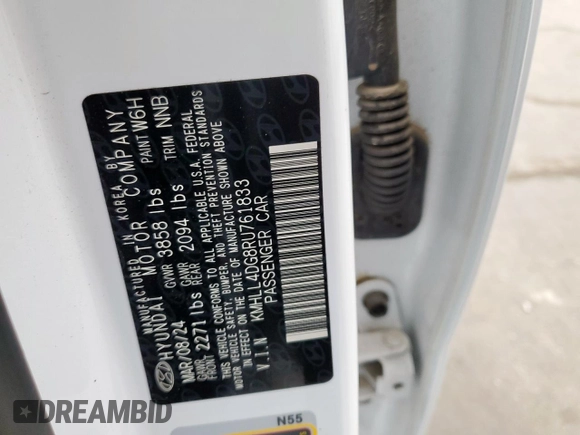 MANUFACTURED IN KOREA BY
HYUNDAI MOTOR COMPANY
MAR/08/24 GVWR 3858 lbs PAINT W6H
GAWR FRONT 2271 lbs GAWR REAR 2094 lbs TRIM NNB
THIS VEHICLE CONFORMS TO ALL APPLICABLE U.S.A. FEDERAL
MOTOR VEHICLE SAFETY, BUMPER, AND THEFT PREVENTION STANDARDS
IN EFFECT ON THE DATE OF MANUFACTURE SHOWN ABOVE
V.I.N KMHLL4DG8RU761833
PASSENGER CAR
N55
DREAMBID